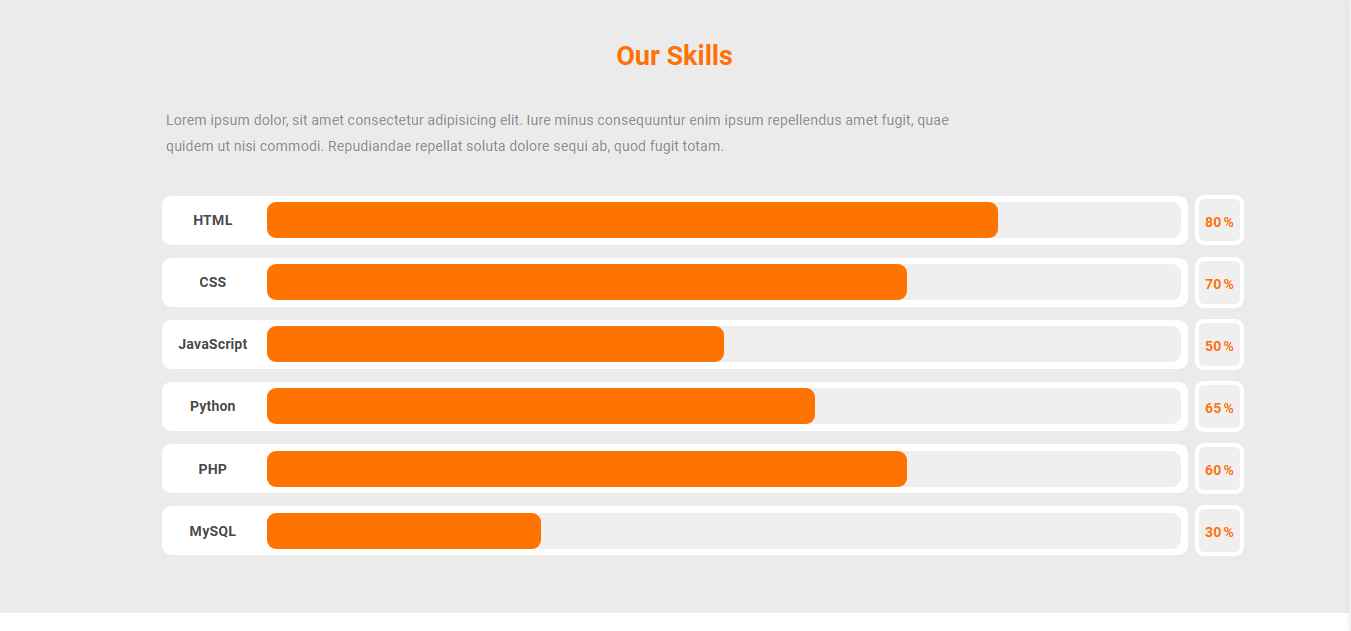 Our Skills
Lorem ipsum dolor, sit amet consectetur adipisicing elit. Iure minus consequuntur enim ipsum repellendus amet fugit, quae
quidem ut nisi commodi. Repudiandae repellat soluta dolore sequi ab, quod fugit totam.
HTML 80 %
CSS 70 %
JavaScript 50 %
Python 65 %
PHP 60 %
MySQL 30 %